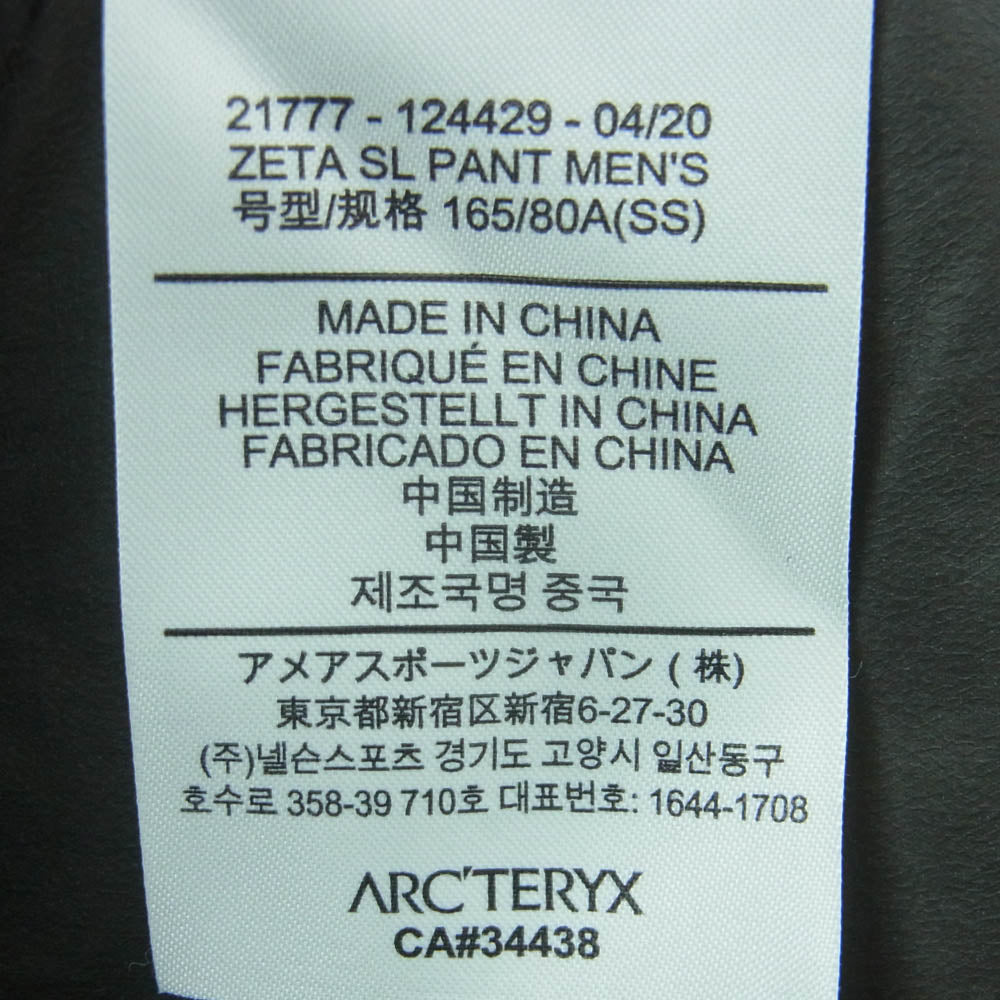 21777 - 124429 - 04/20
ZETA SL PANT MEN'S
号型/规格 165/80A(SS)
MADE IN CHINA
FABRIQUÉ EN CHINE
HERGESTELLT IN CHINA
FABRICADO EN CHINA
中国制造
中国製
제조국명 중국
アメアスポーツジャパン ( 株)
東京都新宿区新宿6-27-30
(주)넬슨스포츠 경기도 고양시 일산동구
호수로 358-39 710호 대표번호: 1644-1708
ARC'TERYX
CA#34438